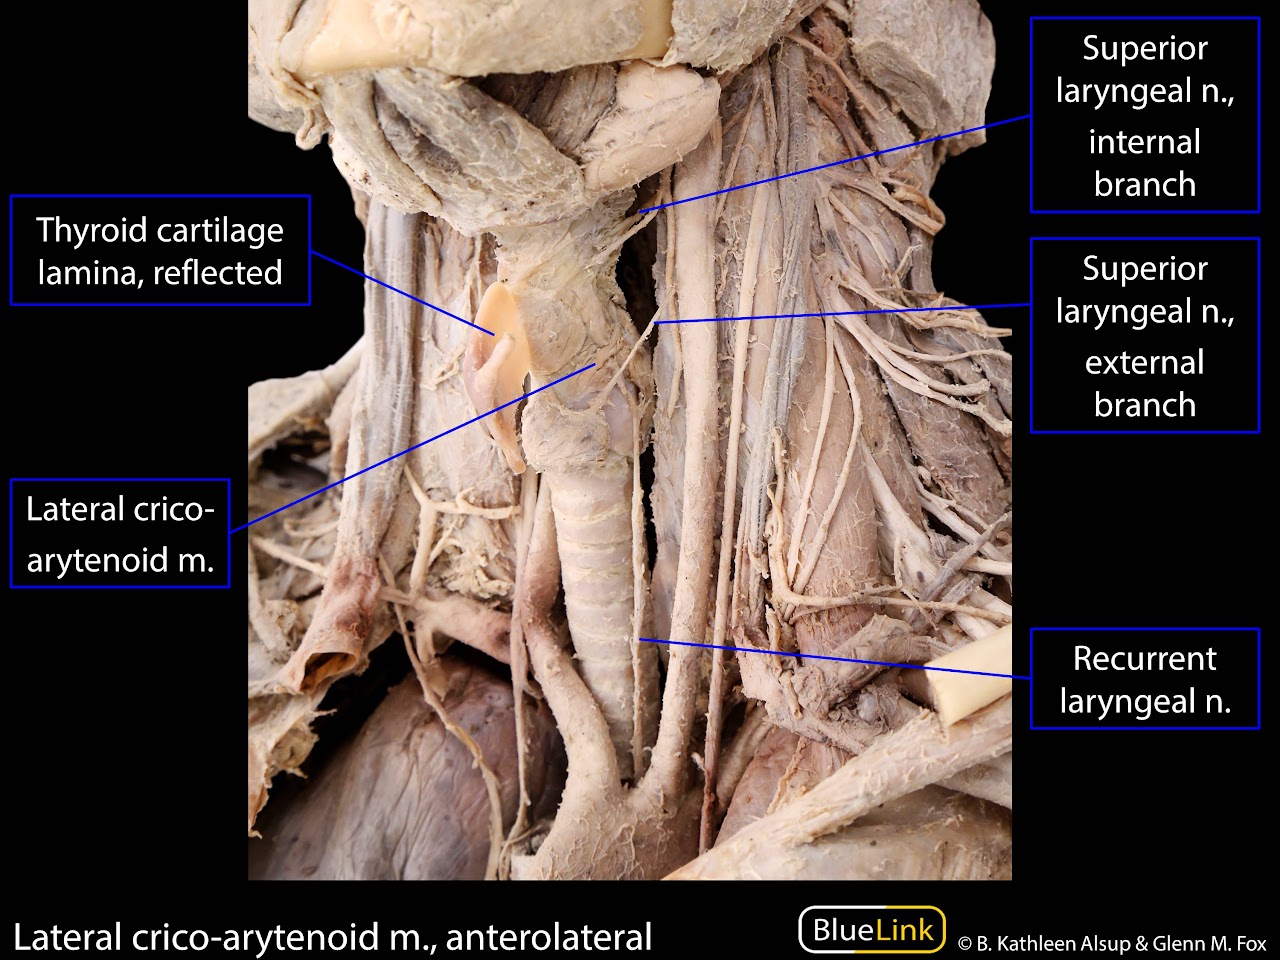 Superior
laryngeal n.,
internal
branch
Thyroid cartilage
lamina, reflected
Superior
laryngeal n.,
external
branch
Lateral crico-
arytenoid m.
Recurrent
laryngeal n.
Lateral crico-arytenoid m., anterolateral
BlueLink
© B. Kathleen Alsup & Glenn M. Fox